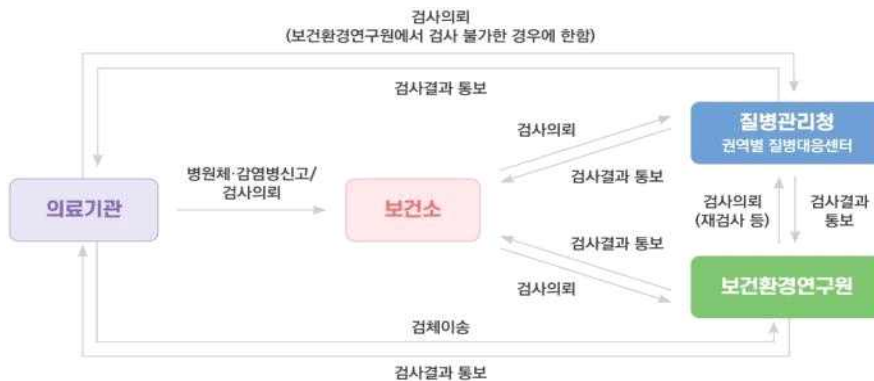 검사의뢰
(보건환경연구원에서 검사 불가한 경우에 한함)
검사결과 통보
질병관리청
권역별 질병대응센터
검사의뢰
검사결과 통보
병원체·감염병신고/
검사의뢰
의료기관
보건소
검사의뢰
(재검사 등)
검사결과
통보
검사결과 통보
검사의뢰
보건환경연구원
검체이송
검사결과 통보